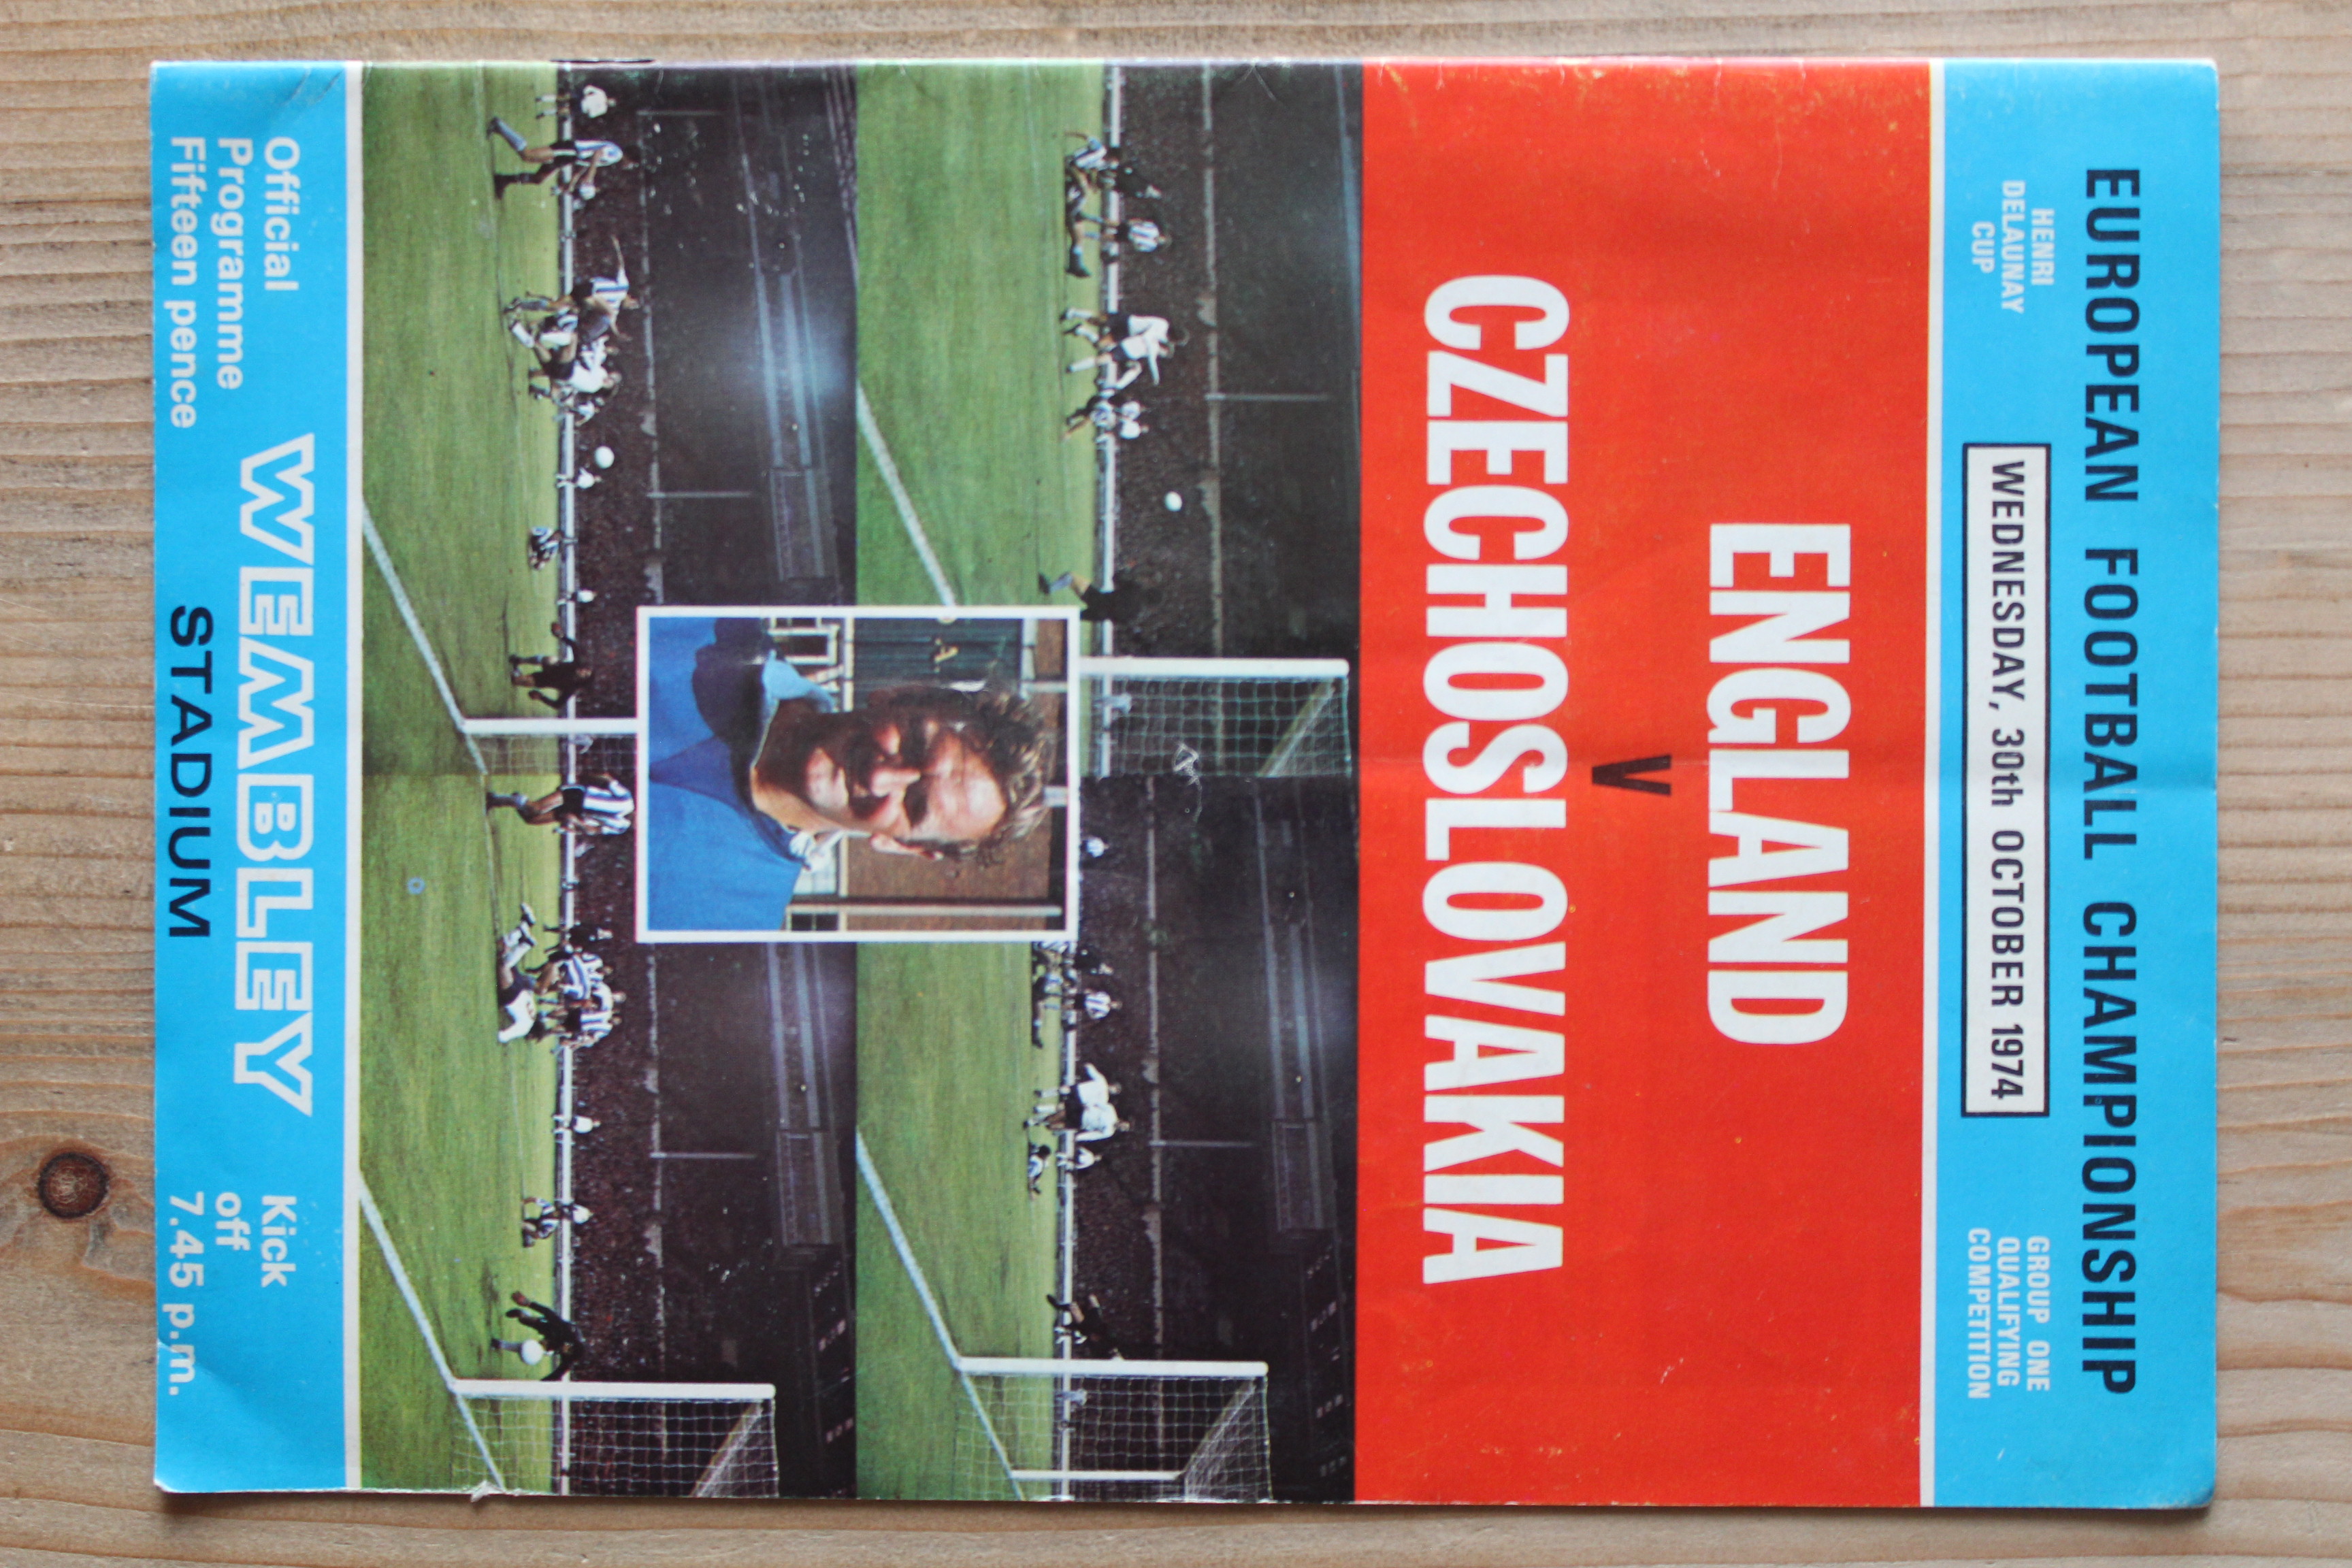 EUROPEAN FOOTBALL CHAMPIONSHIP
HENRI
DELAUNAY
CUP
WEDNESDAY, 30th OCTOBER 1974
GROUP ONE
QUALIFYING
COMPETITION
ENGLAND
V
CZECHOSLOVAKIA
Official
Programme
Fifteen pence
WEMBLEY
STADIUM
Kick
off
7.45 p.m.